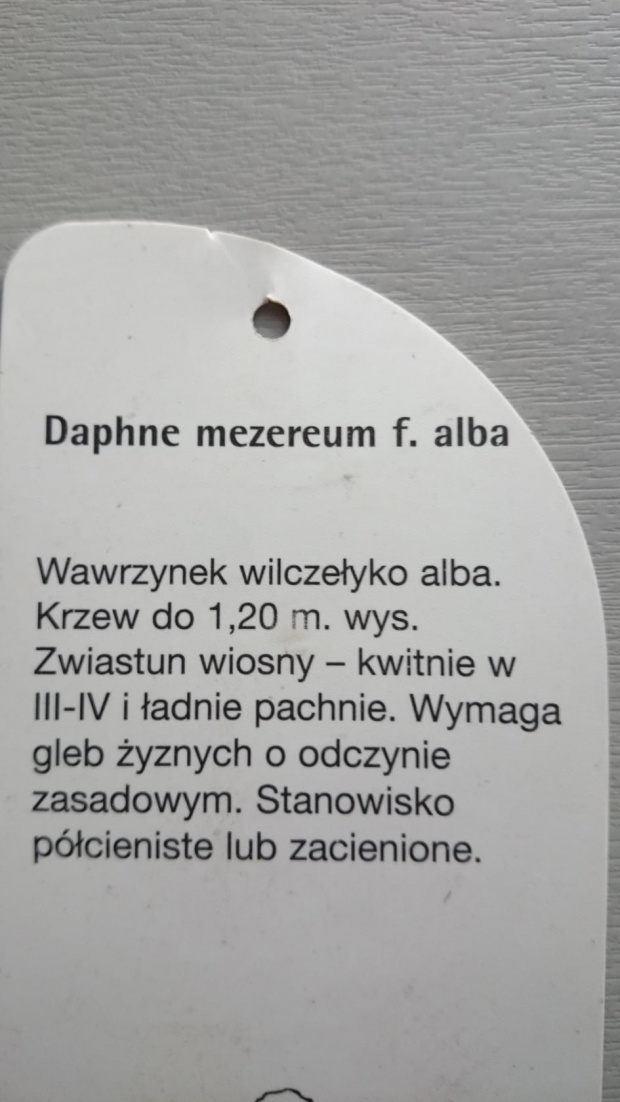 Daphne mezereum f. alba
Wawrzynek wilczełyko alba.
Krzew do 1,20 m. wys.
Zwiastun wiosny – kwitnie w
III-IV i ładnie pachnie. Wymaga
gleb żyznych o odczynie
zasadowym. Stanowisko
półcieniste lub zacienione.